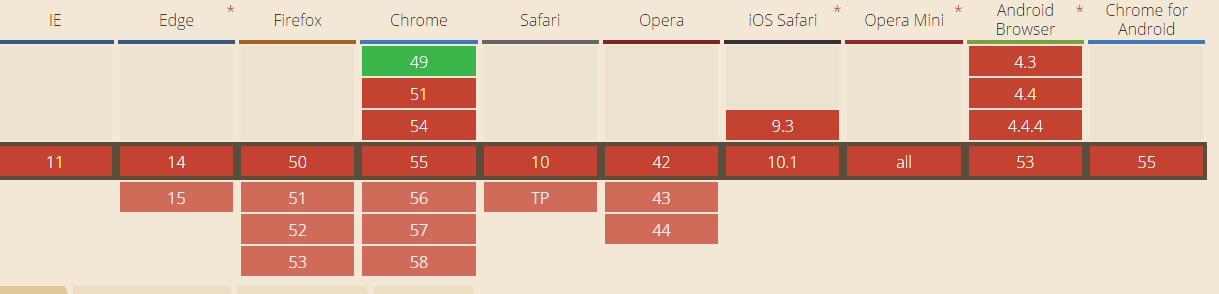 IE Edge * Firefox Chrome Safari Opera iOS Safari * Opera Mini * Android Browser * Chrome for Android
49 4.3
51 4.4
54 9.3 4.4.4
11 14 50 55 10 42 10.1 all 53 55
15 51 56 TP 43
52 57 44
53 58